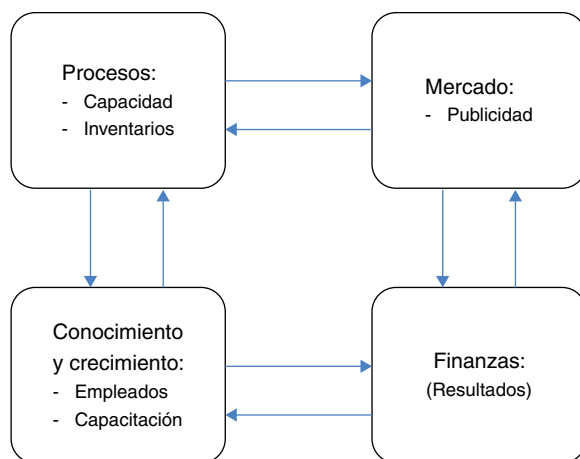 Procesos:
- Capacidad
- Inventarios
Mercado:
- Publicidad
Conocimiento
y crecimiento:
- Empleados
- Capacitación
Finanzas:
(Resultados)